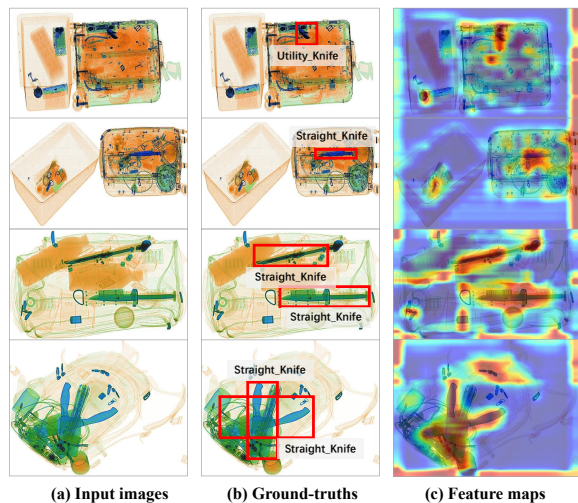 Utility_Knife
Straight_Knife
Straight_Knife
Straight_Knife
Straight_Knife
Straight_Knife
(a) Input images
(b) Ground-truths
(c) Feature maps